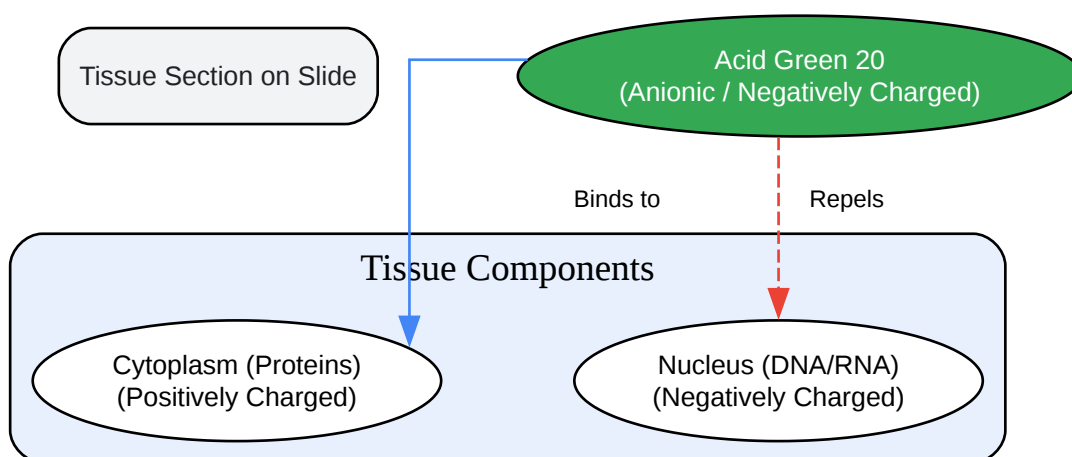 Tissue Section on Slide
Acid Green 20
(Anionic / Negatively Charged)
Binds to
Repels
Tissue Components
Cytoplasm (Proteins)
(Positively Charged)
Nucleus (DNA/RNA)
(Negatively Charged)